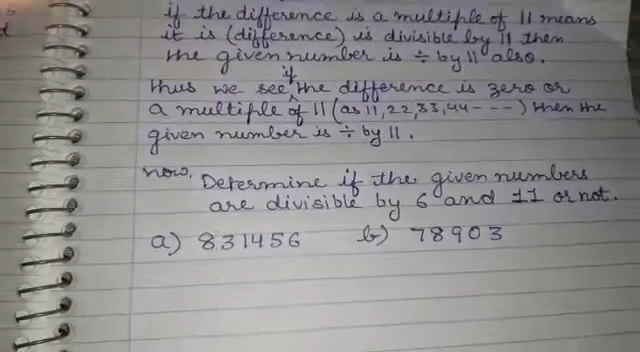 if the difference is a multiple of 11 means
it is (difference) is divisible by 11 then
the given number is ÷ by 11 also.
Thus we see if the difference is zero or
a multiple of 11 (as 11, 22, 33, 44 - - - -) then the
given number is ÷ by 11.
now, Determine if the given numbers
are divisible by 6 and 11 or not.
a) 831456 b) 78903